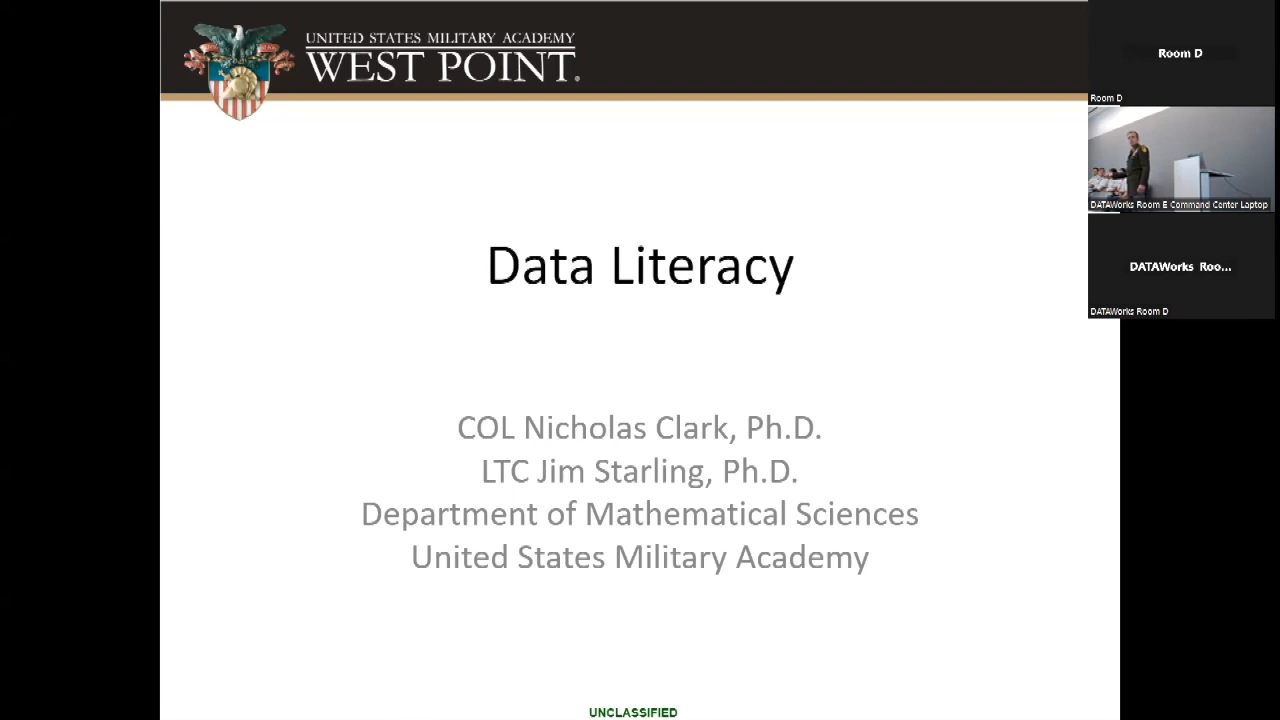 UNITED STATES MILITARY ACADEMY
WEST POINT®
Data Literacy
COL Nicholas Clark, Ph.D.
LTC Jim Starling, Ph.D.
Department of Mathematical Sciences
United States Military Academy
UNCLASSIFIED
Room D
Room D
DATAWorks Room E Command Center Laptop
DATAWorks Roo...
DATAWorks Room D